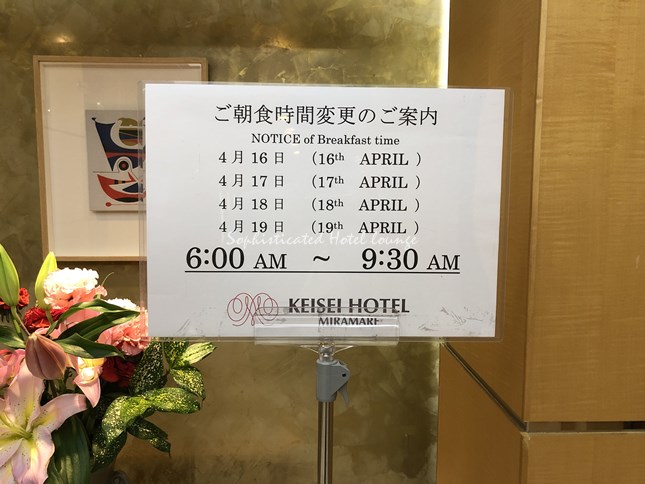 ご朝食時間変更のご案内
NOTICE of Breakfast time
4月16日 (16th APRIL )
4月17日 (17th APRIL )
4月18日 (18th APRIL )
4月19日 (19th APRIL )
Sophisticated Hotel Lounge
6:00 AM ~ 9:30 AM
KEISEI HOTEL
MIRAMARE